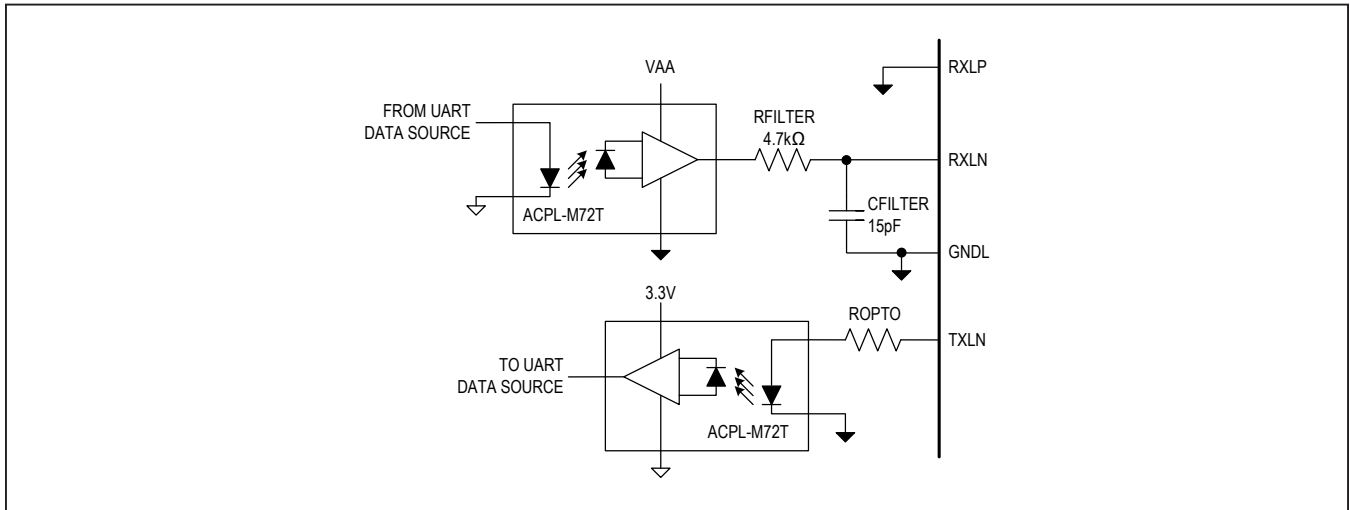 VAA
RXLP
FROM UART
DATA SOURCE
RFILTER
4.7kΩ
RXLN
ACPL-M72T
CFILTER
15pF
GNDL
3.3V
ROPTO
TXLN
TO UART
DATA SOURCE
ACPL-M72T